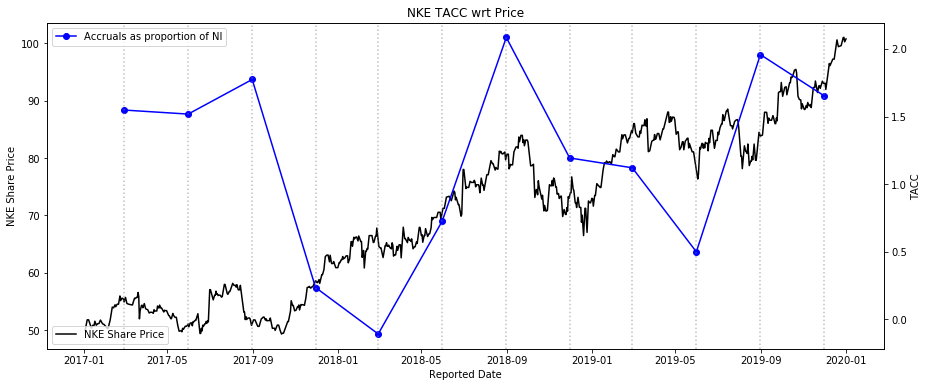 NKE TACC wrt Price
Accruals as proportion of NI
NKE Share Price
100
90
80
70
60
50
NKE Share Price
2.0
1.5
1.0
0.5
0.0
TACC
2017-01 2017-05 2017-09 2018-01 2018-05 2018-09 2019-01 2019-05 2019-09 2020-01
Reported Date